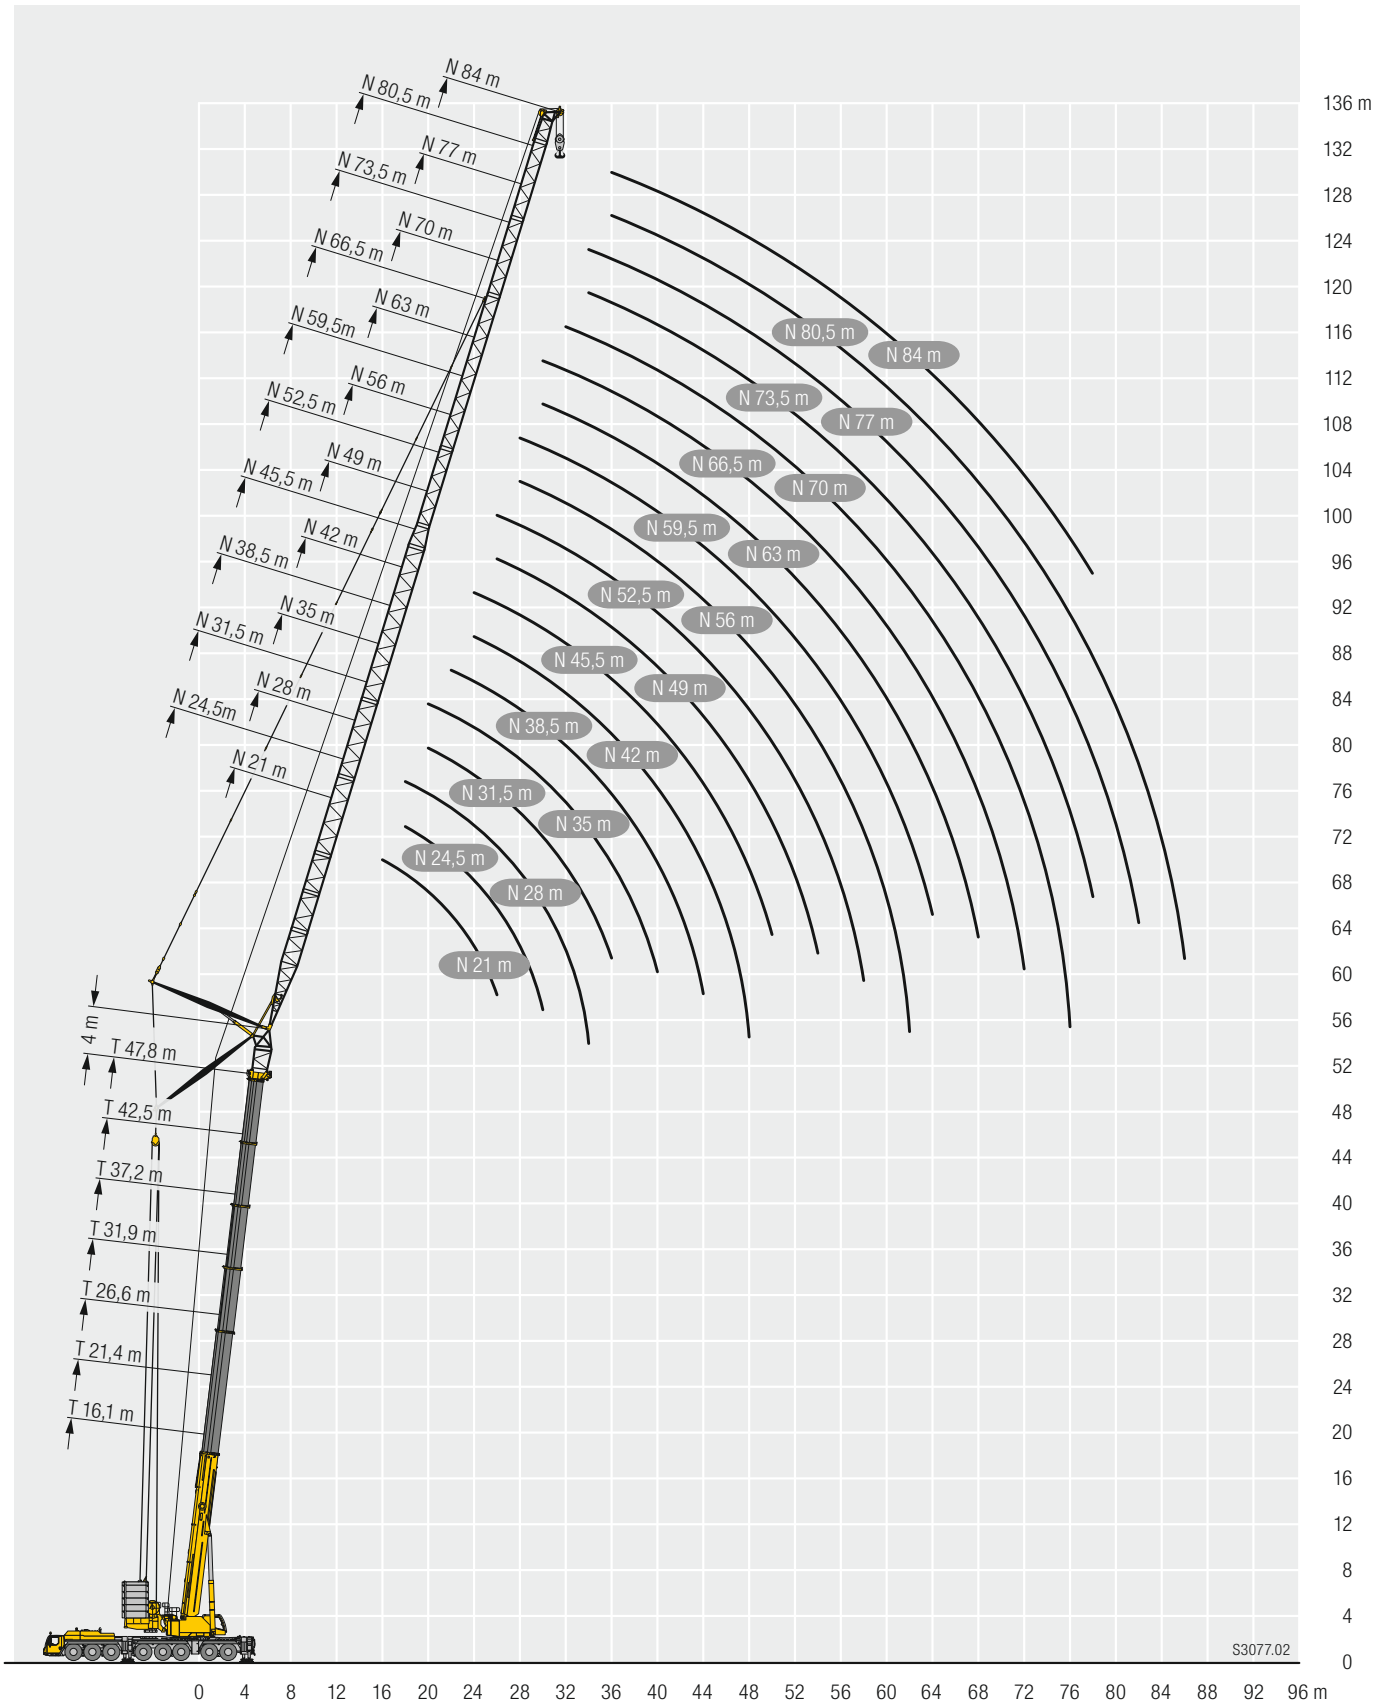 N 84 m
N 80,5 m
N 77 m
N 73,5 m
N 70 m
N 66,5 m
N 63 m
N 59,5m
N 56 m
N 52,5 m
N 49 m
N 45,5 m
N 42 m
N 38,5 m
N 35 m
N 31,5 m
N 28 m
N 24,5m
N 21 m
4 m
T 47,8 m
T 42,5 m
T 37,2 m
T 31,9 m
T 26,6 m
T 21,4 m
T 16,1 m
N 80,5 m
N 84 m
N 73,5 m
N 77 m
N 66,5 m
N 70 m
N 59,5 m
N 63 m
N 52,5 m
N 56 m
N 45,5 m
N 49 m
N 38,5 m
N 42 m
N 31,5 m
N 35 m
N 24,5 m
N 28 m
N 21 m
136 m
132
128
124
120
116
112
108
104
100
96
92
88
84
80
76
72
68
64
60
56
52
48
44
40
36
32
28
24
20
16
12
8
4
0
S3077.02
0 4 8 12 16 20 24 28 32 36 40 44 48 52 56 60 64 68 72 76 80 84 88 92 96 m